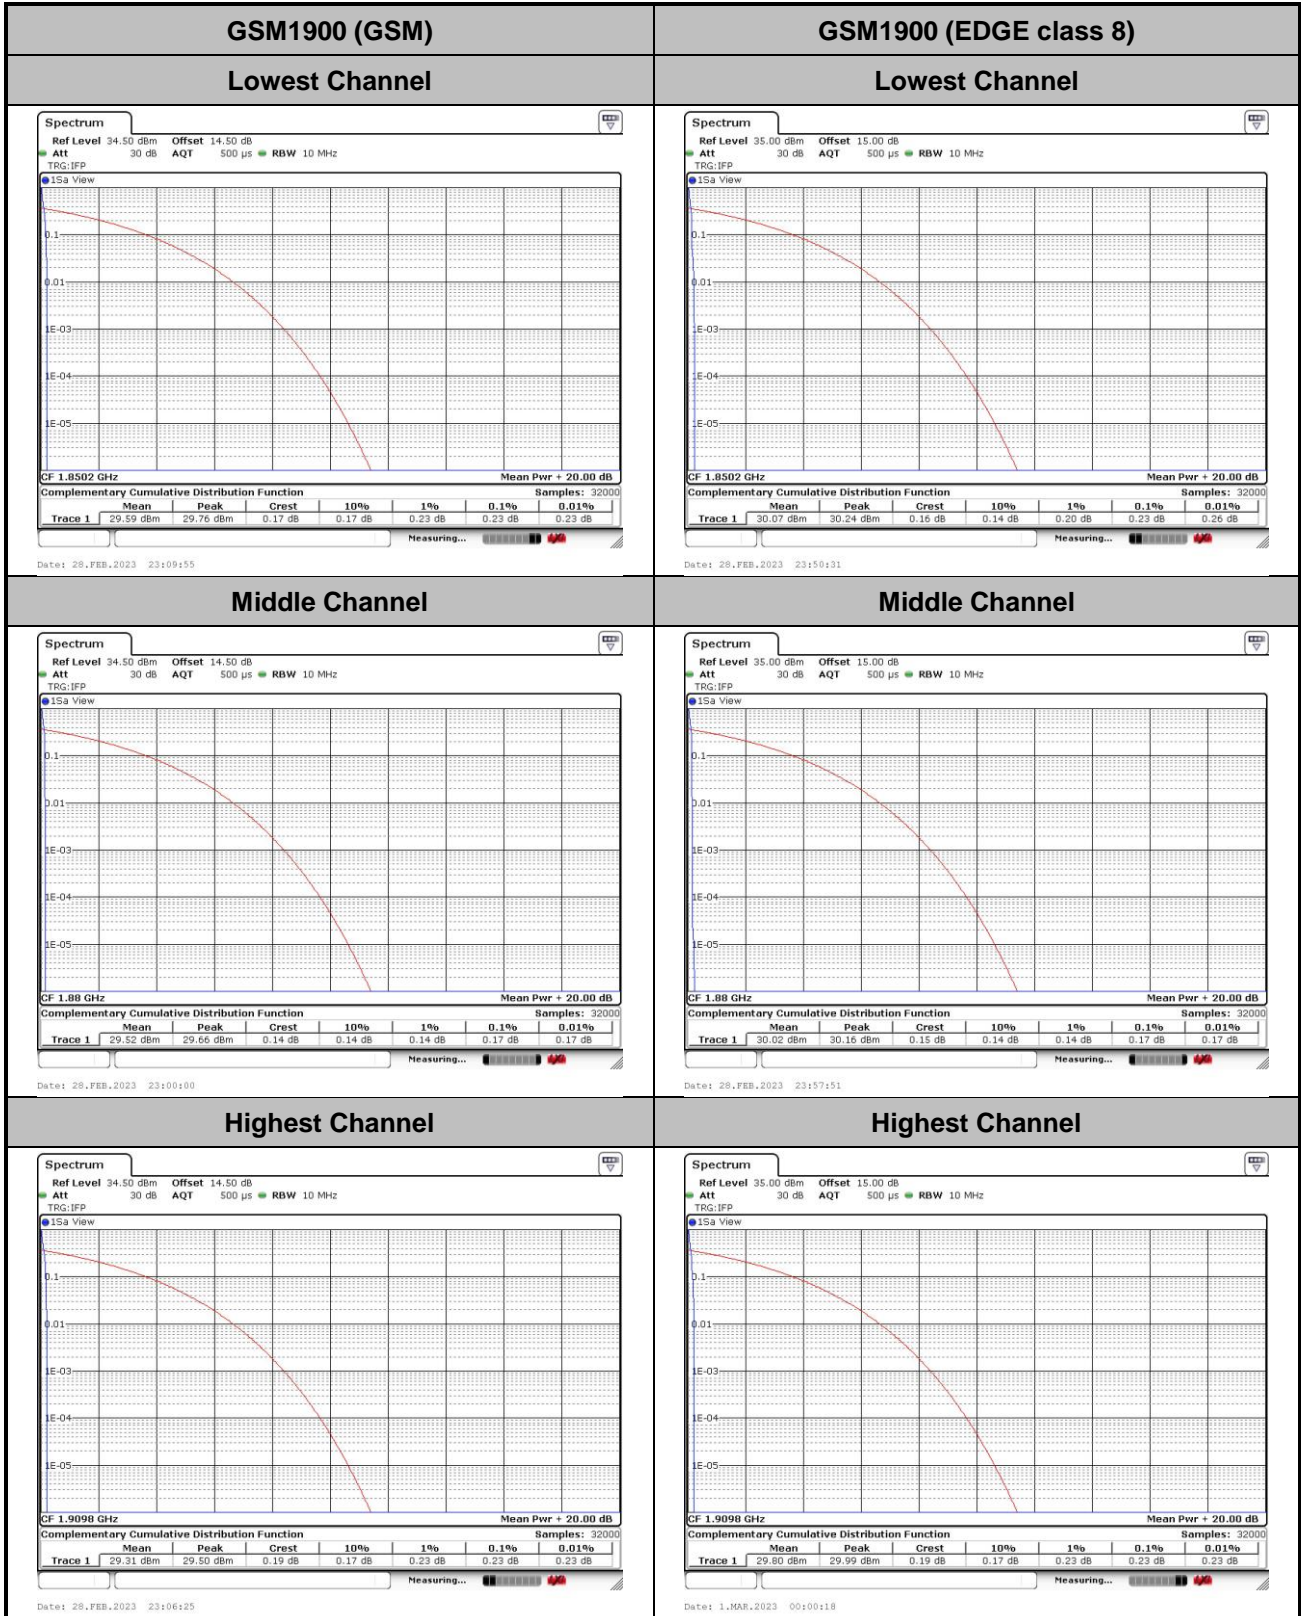 GSM1900 (GSM)
GSM1900 (EDGE class 8)
Lowest Channel
Lowest Channel
Spectrum
Ref Level 34.50 dBm Offset 14.50 dB
Att 30 dB AQT 500 µs RBW 10 MHz
TRG:IFP
1Sa View
0.1
0.01
1E-03
1E-04
1E-05
CF 1.8502 GHz Mean Pwr + 20.00 dB
Complementary Cumulative Distribution Function Samples: 32000
Mean Peak Crest 10% 1% 0.1% 0.01%
Trace 1 29.59 dBm 29.76 dBm 0.17 dB 0.17 dB 0.23 dB 0.23 dB 0.23 dB
Measuring...
Date: 28.FEB.2023 23:09:55
Spectrum
Ref Level 35.00 dBm Offset 15.00 dB
Att 30 dB AQT 500 µs RBW 10 MHz
TRG:IFP
1Sa View
0.1
0.01
1E-03
1E-04
1E-05
CF 1.8502 GHz Mean Pwr + 20.00 dB
Complementary Cumulative Distribution Function Samples: 32000
Mean Peak Crest 10% 1% 0.1% 0.01%
Trace 1 30.07 dBm 30.24 dBm 0.16 dB 0.14 dB 0.20 dB 0.23 dB 0.26 dB
Measuring...
Date: 28.FEB.2023 23:50:31
Middle Channel
Middle Channel
Spectrum
Ref Level 34.50 dBm Offset 14.50 dB
Att 30 dB AQT 500 µs RBW 10 MHz
TRG:IFP
1Sa View
0.1
0.01
1E-03
1E-04
1E-05
CF 1.88 GHz Mean Pwr + 20.00 dB
Complementary Cumulative Distribution Function Samples: 32000
Mean Peak Crest 10% 1% 0.1% 0.01%
Trace 1 29.52 dBm 29.66 dBm 0.14 dB 0.14 dB 0.14 dB 0.17 dB 0.17 dB
Measuring...
Date: 28.FEB.2023 23:00:00
Spectrum
Ref Level 35.00 dBm Offset 15.00 dB
Att 30 dB AQT 500 µs RBW 10 MHz
TRG:IFP
1Sa View
0.1
0.01
1E-03
1E-04
1E-05
CF 1.88 GHz Mean Pwr + 20.00 dB
Complementary Cumulative Distribution Function Samples: 32000
Mean Peak Crest 10% 1% 0.1% 0.01%
Trace 1 30.02 dBm 30.16 dBm 0.15 dB 0.14 dB 0.14 dB 0.17 dB 0.17 dB
Measuring...
Date: 28.FEB.2023 23:57:51
Highest Channel
Highest Channel
Spectrum
Ref Level 34.50 dBm Offset 14.50 dB
Att 30 dB AQT 500 µs RBW 10 MHz
TRG:IFP
1Sa View
0.1
0.01
1E-03
1E-04
1E-05
CF 1.9098 GHz Mean Pwr + 20.00 dB
Complementary Cumulative Distribution Function Samples: 32000
Mean Peak Crest 10% 1% 0.1% 0.01%
Trace 1 29.31 dBm 29.50 dBm 0.19 dB 0.17 dB 0.23 dB 0.23 dB 0.23 dB
Measuring...
Date: 28.FEB.2023 23:06:25
Spectrum
Ref Level 35.00 dBm Offset 15.00 dB
Att 30 dB AQT 500 µs RBW 10 MHz
TRG:IFP
1Sa View
0.1
0.01
1E-03
1E-04
1E-05
CF 1.9098 GHz Mean Pwr + 20.00 dB
Complementary Cumulative Distribution Function Samples: 32000
Mean Peak Crest 10% 1% 0.1% 0.01%
Trace 1 29.80 dBm 29.99 dBm 0.19 dB 0.17 dB 0.23 dB 0.23 dB 0.23 dB
Measuring...
Date: 1.MAR.2023 00:00:18